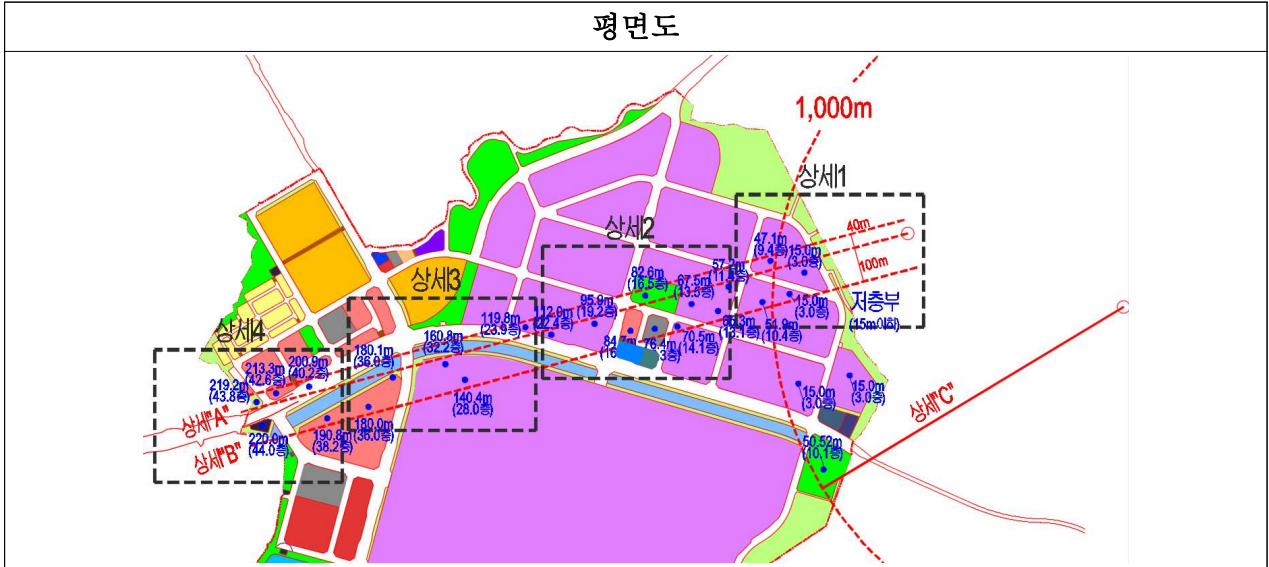 평면도
1,000m
상세1
40m
47.1m
(9.4층)
15.0m
(3.0층)
100m
상세2
57.2m
82.6m
(16.5층)
67.5m
(13.5층)
15.0m
(3.0층)
저층부
(15m이하)
51.9m
(10.4층)
(13.1층)
95.9m
(19.2층)
70.5m
(14.1층)
76.4m
상세3
112.0m
(22.4층)
119.8m
(23.9층)
160.8m
(32.2층)
180.1m
(36.0층)
140.4m
(28.0층)
15.0m
(3.0층)
15.0m
(3.0층)
상세"C"
상세4
200.9m
(40.2층)
213.3m
(42.6층)
219.2m
(43.8층)
상세"A"
180.0m
(36.0층)
190.8m
(38.2층)
220.0m
(44.0층)
상세"B"
50.52m
(10.1층)